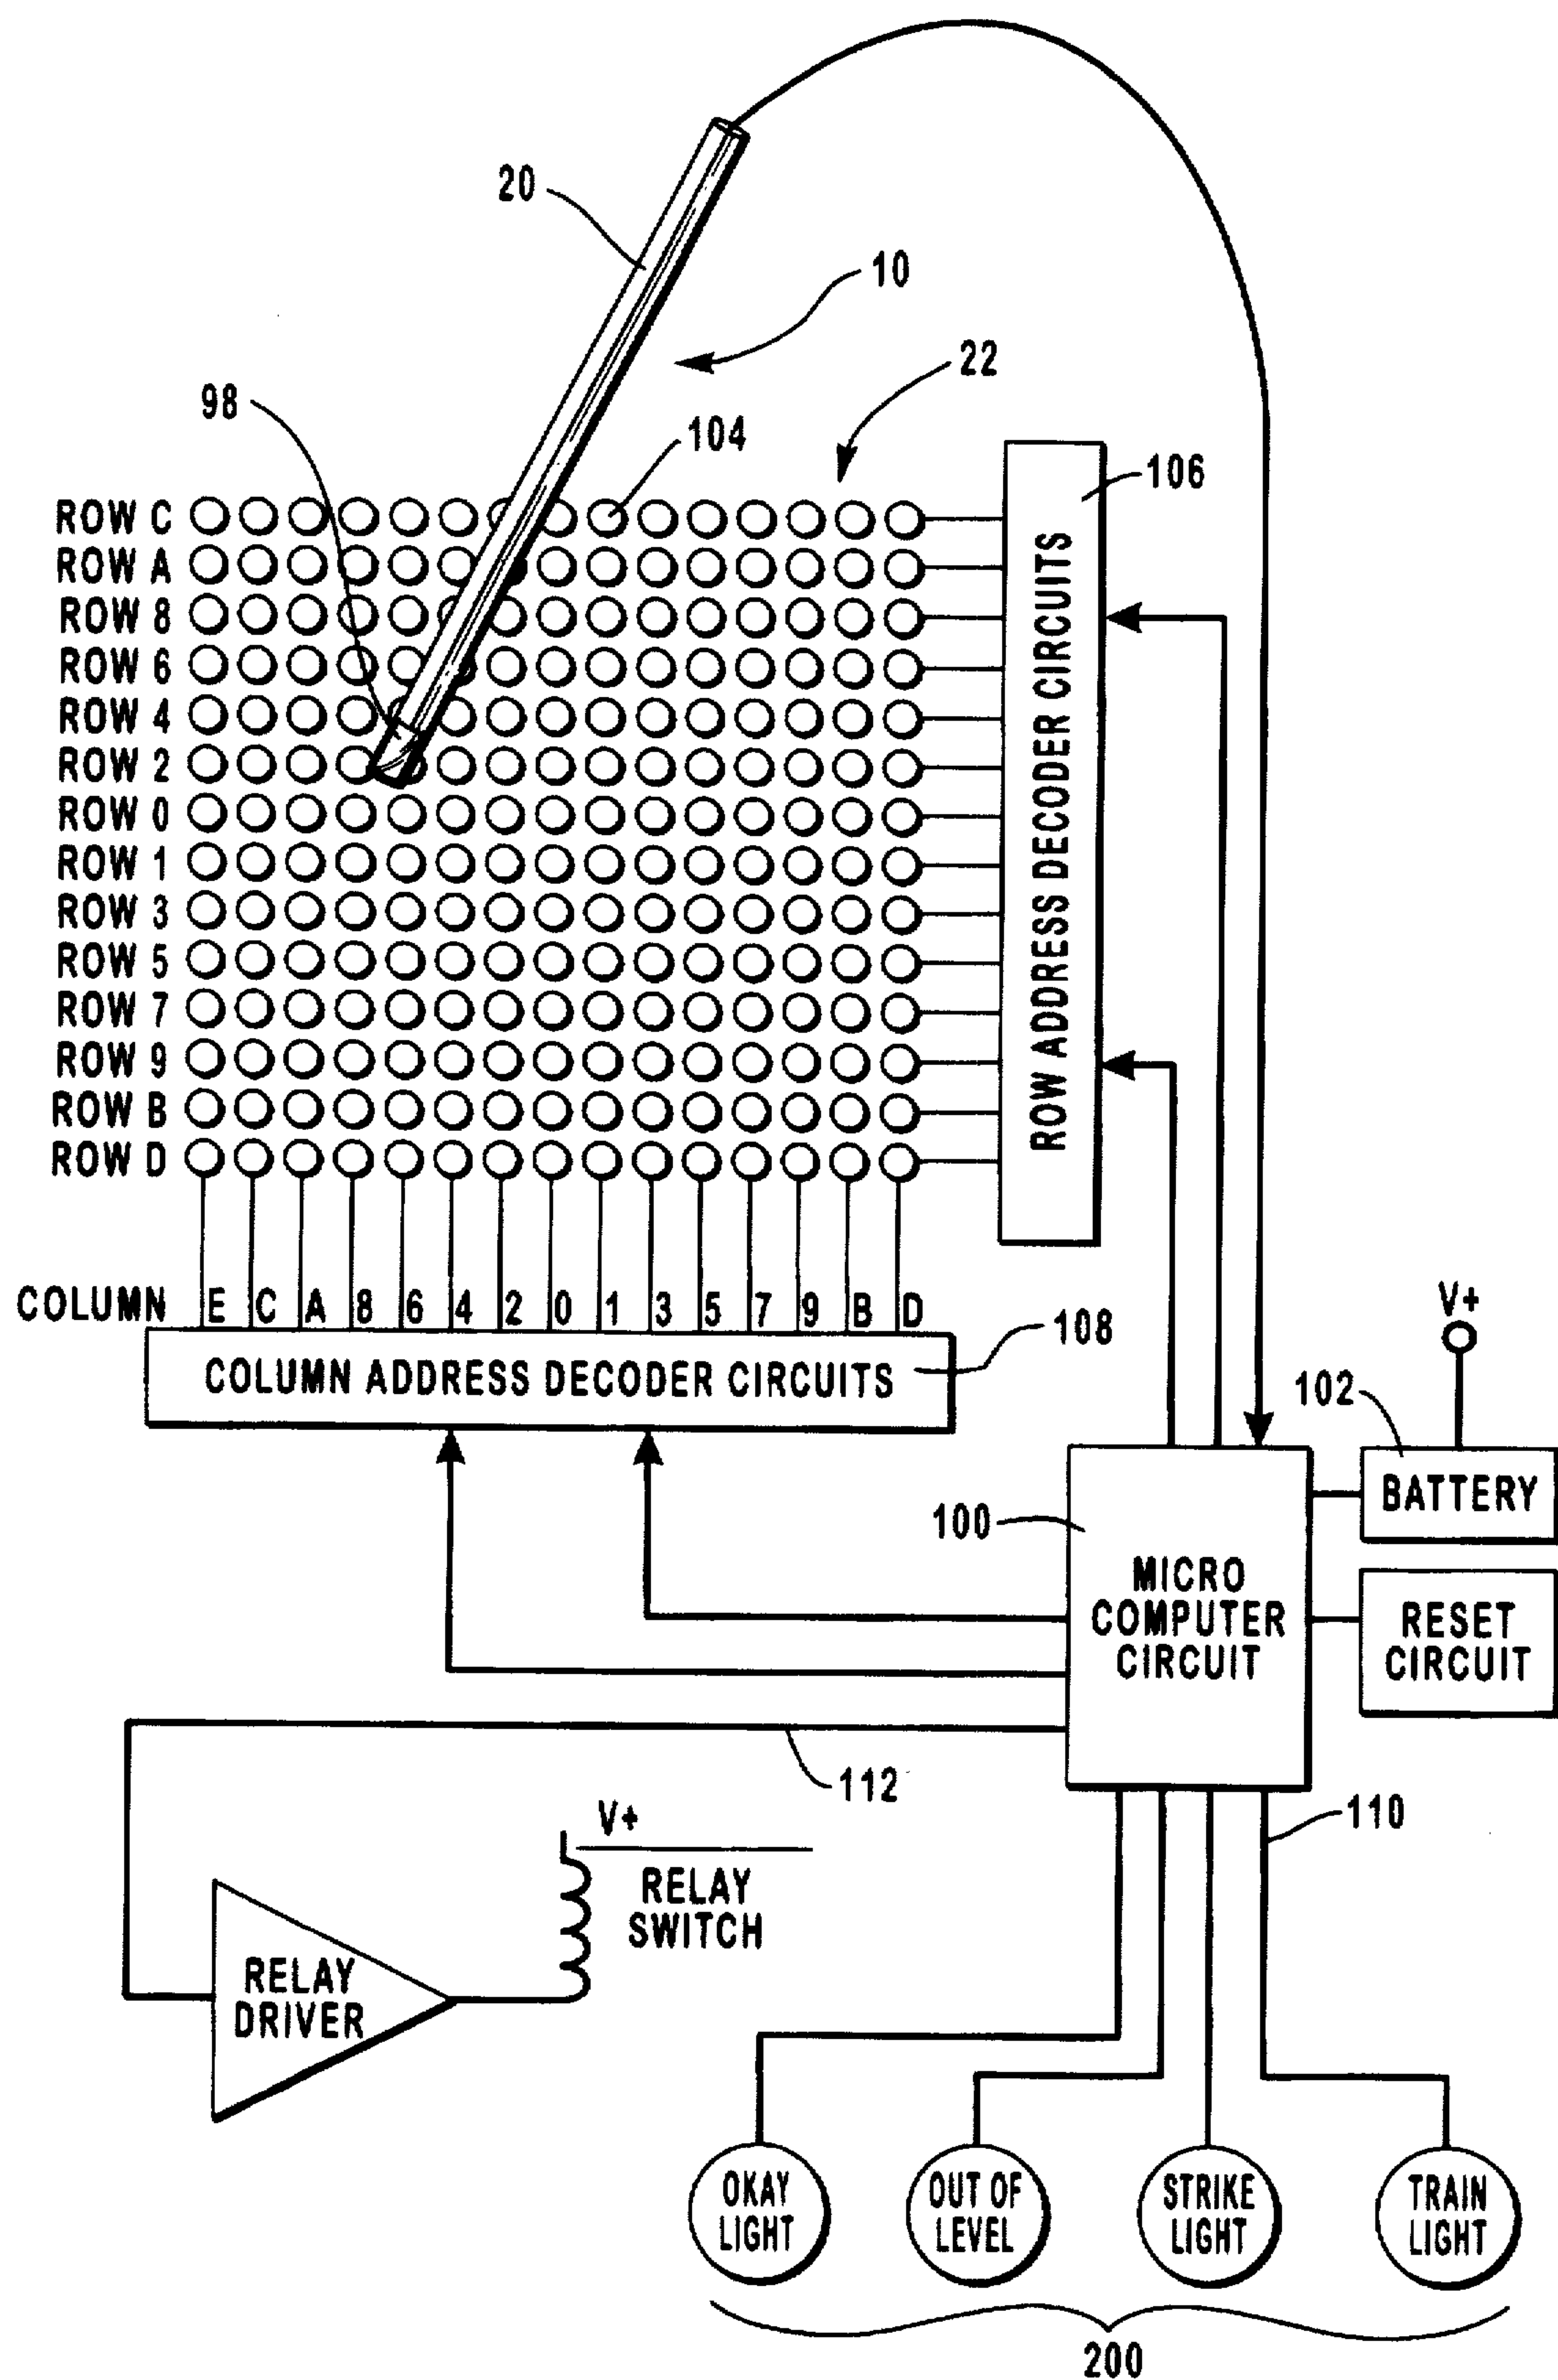 20
10
22
98
104
106
ROW C
ROW A
ROW 8
ROW 6
ROW 4
ROW 2
ROW 0
ROW 1
ROW 3
ROW 5
ROW 7
ROW 9
ROW B
ROW D
ROW ADDRESS DECODER CIRCUITS
COLUMN E C A 8 6 4 2 0 1 3 5 7 9 B D
COLUMN ADDRESS DECODER CIRCUITS
108
V+
102
BATTERY
100
MICRO
COMPUTER
CIRCUIT
RESET
CIRCUIT
112
110
V+
RELAY
SWITCH
RELAY
DRIVER
OKAY
LIGHT
OUT OF
LEVEL
STRIKE
LIGHT
TRAIN
LIGHT
200